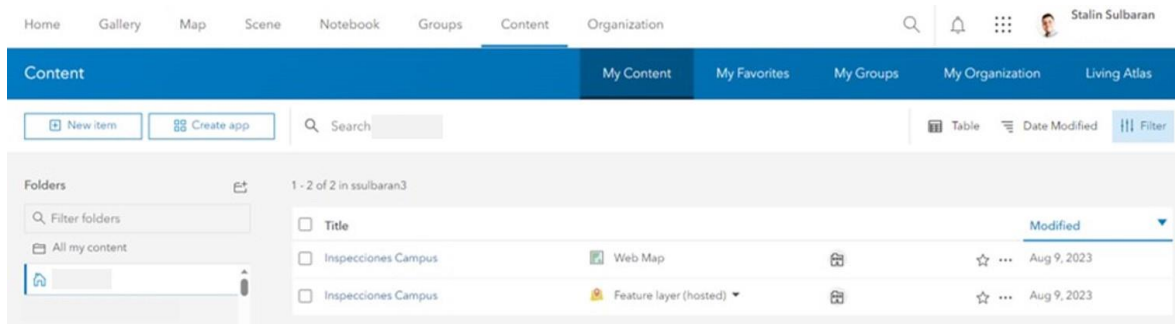 Home Gallery Map Scene Notebook Groups Content Organization Stalin Sulbaran
Content My Content My Favorites My Groups My Organization Living Atlas
New item Create app Search Table Date Modified Filter
Folders 1 - 2 of 2 in ssulbaran3
Filter folders Title Modified
All my content Inspecciones Campus Web Map Aug 9, 2023
Inspecciones Campus Feature layer (hosted) Aug 9, 2023